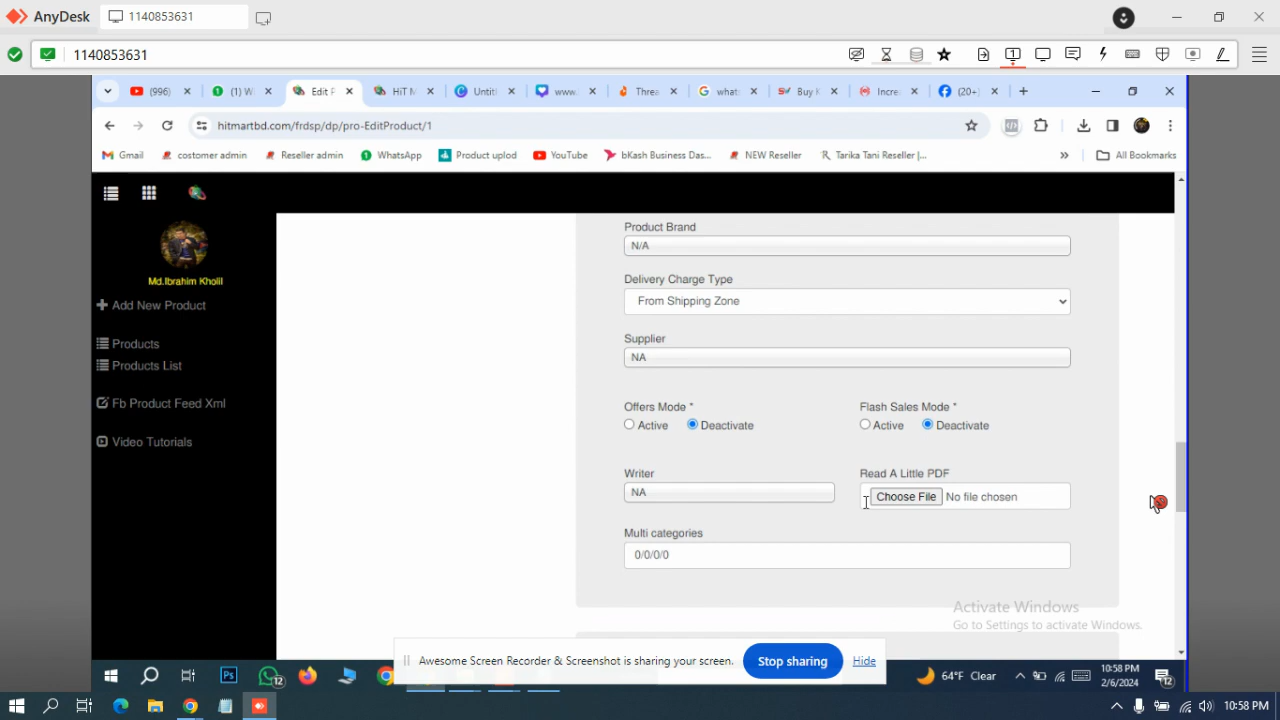 AnyDesk
1140853631
1140853631
1
(996)
(1) W
Edit F
HiT M
Untitl
www.
Threa
what
Buy K
Incre
(20+)
hitmartbd.com/frdsp/dp/pro-EditProduct/1
Gmail
costomer admin
Reseller admin
WhatsApp
Product uplod
YouTube
bKash Business Das...
NEW Reseller
Tarika Tani Reseller |...
All Bookmarks
Md.Ibrahim Kholil
Add New Product
Products
Products List
Fb Product Feed Xml
Video Tutorials
Product Brand
N/A
Delivery Charge Type
From Shipping Zone
Supplier
NA
Offers Mode *
Active Deactivate
Flash Sales Mode *
Active Deactivate
Writer
NA
Read A Little PDF
Choose File No file chosen
Multi categories
0/0/0/0
Activate Windows
Go to Settings to activate Windows.
Awesome Screen Recorder & Screenshot is sharing your screen.
Stop sharing
Hide
Ps
12
64°F Clear
10:58 PM
2/6/2024
12
10:58 PM